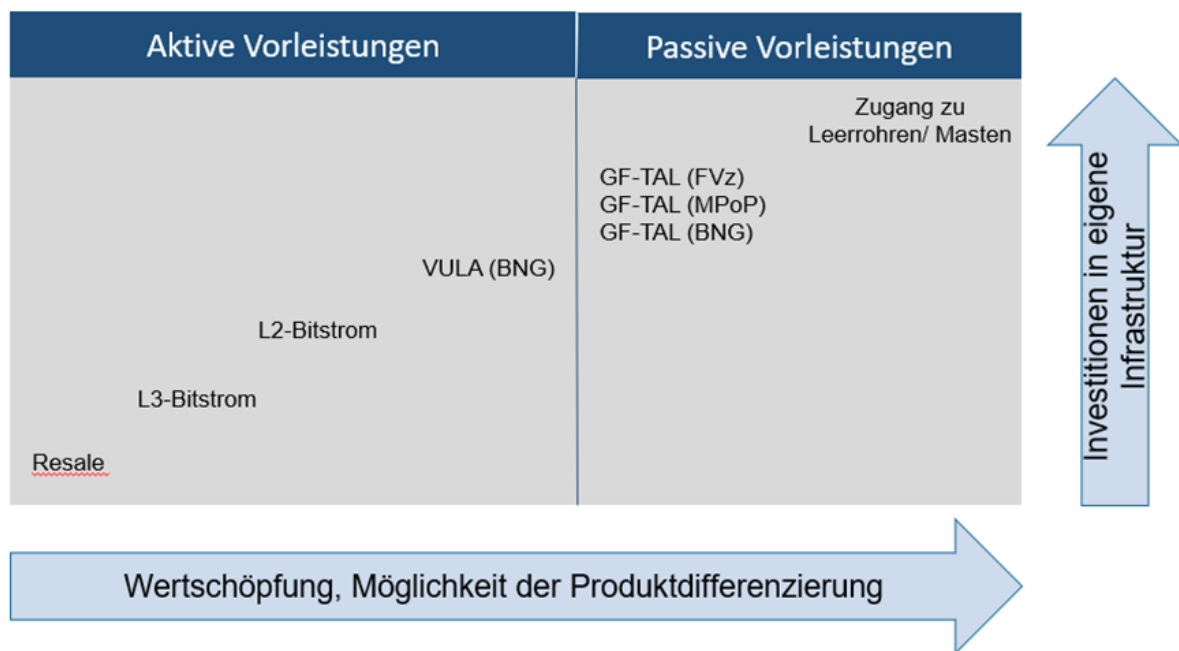 Aktive Vorleistungen
Passive Vorleistungen
Zugang zu
Leerrohren/ Masten
GF-TAL (FVz)
GF-TAL (MPoP)
GF-TAL (BNG)
VULA (BNG)
L2-Bitstrom
L3-Bitstrom
Resale
Investitionen in eigene
Infrastruktur
Wertschöpfung, Möglichkeit der Produktdifferenzierung